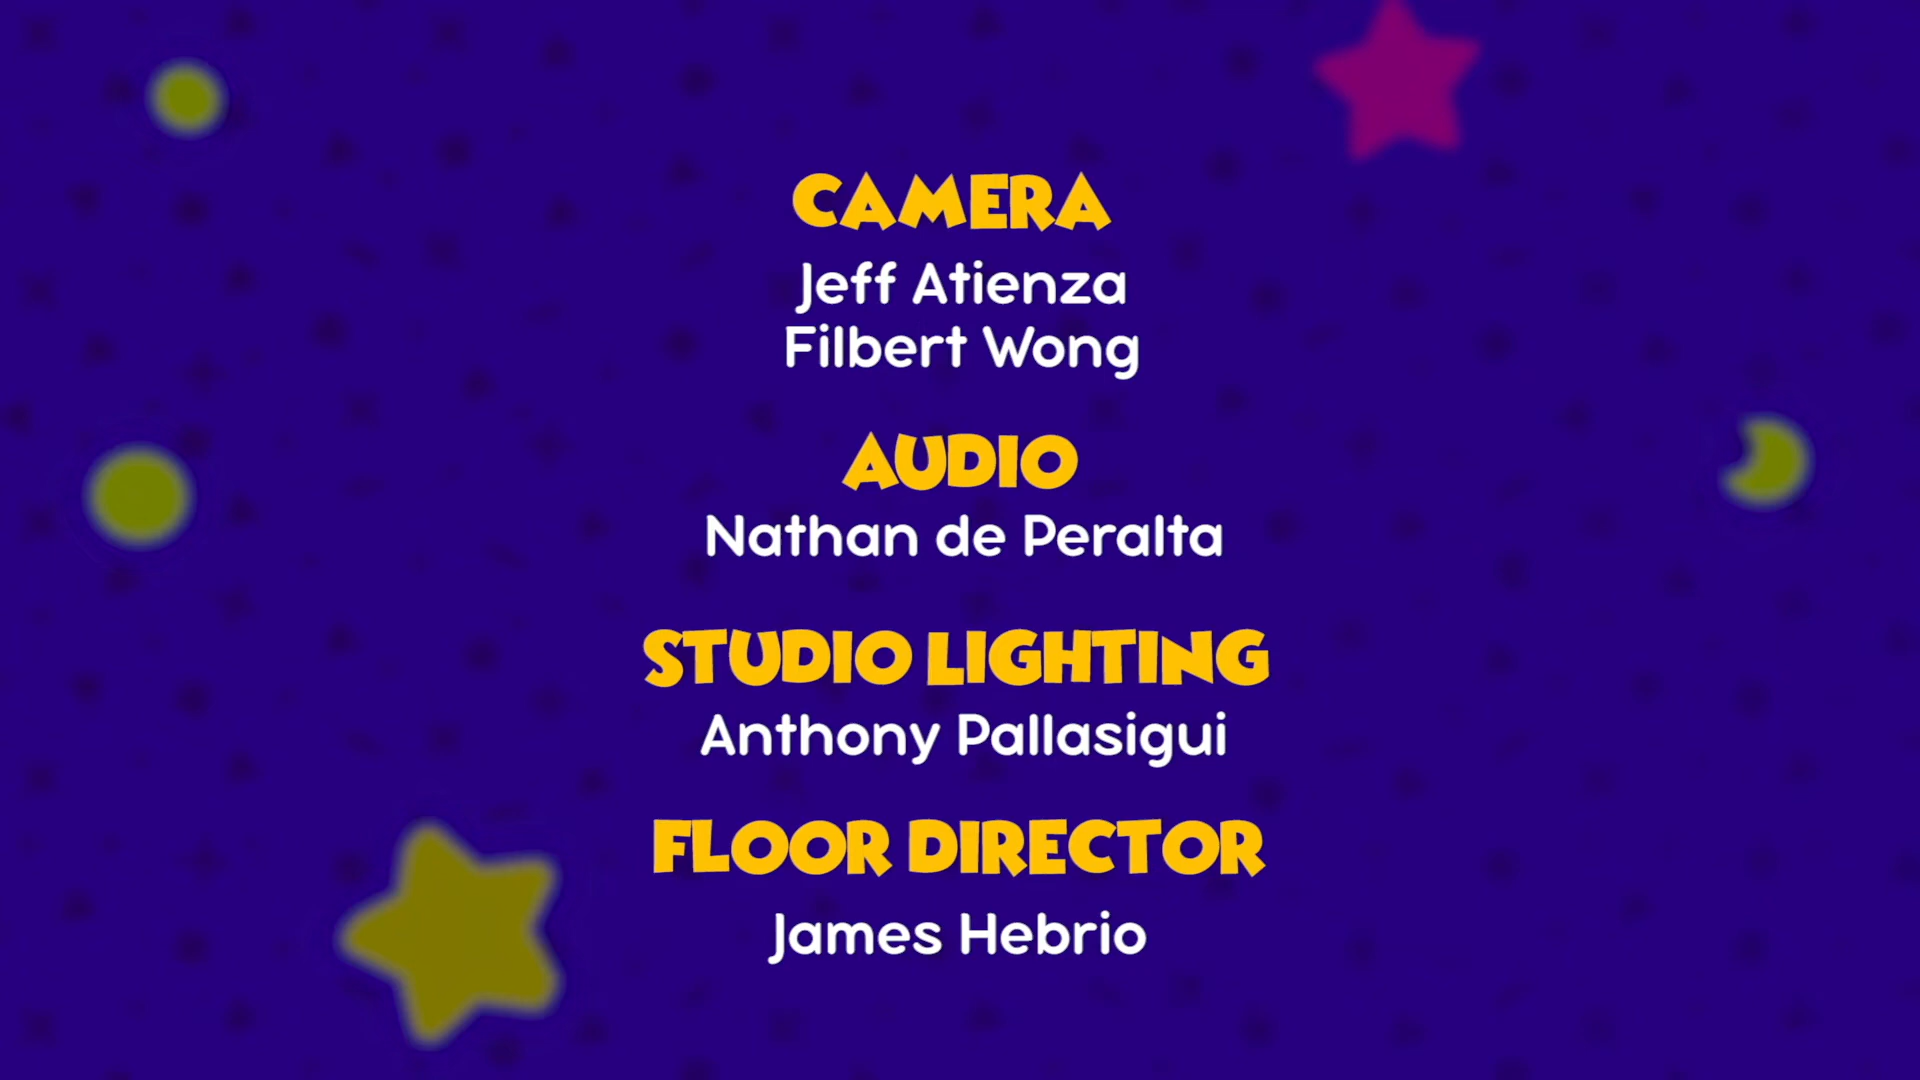 CAMERA
Jeff Atienza
Filbert Wong
AUDIO
Nathan de Peralta
STUDIO LIGHTING
Anthony Pallasigui
FLOOR DIRECTOR
James Hebrio